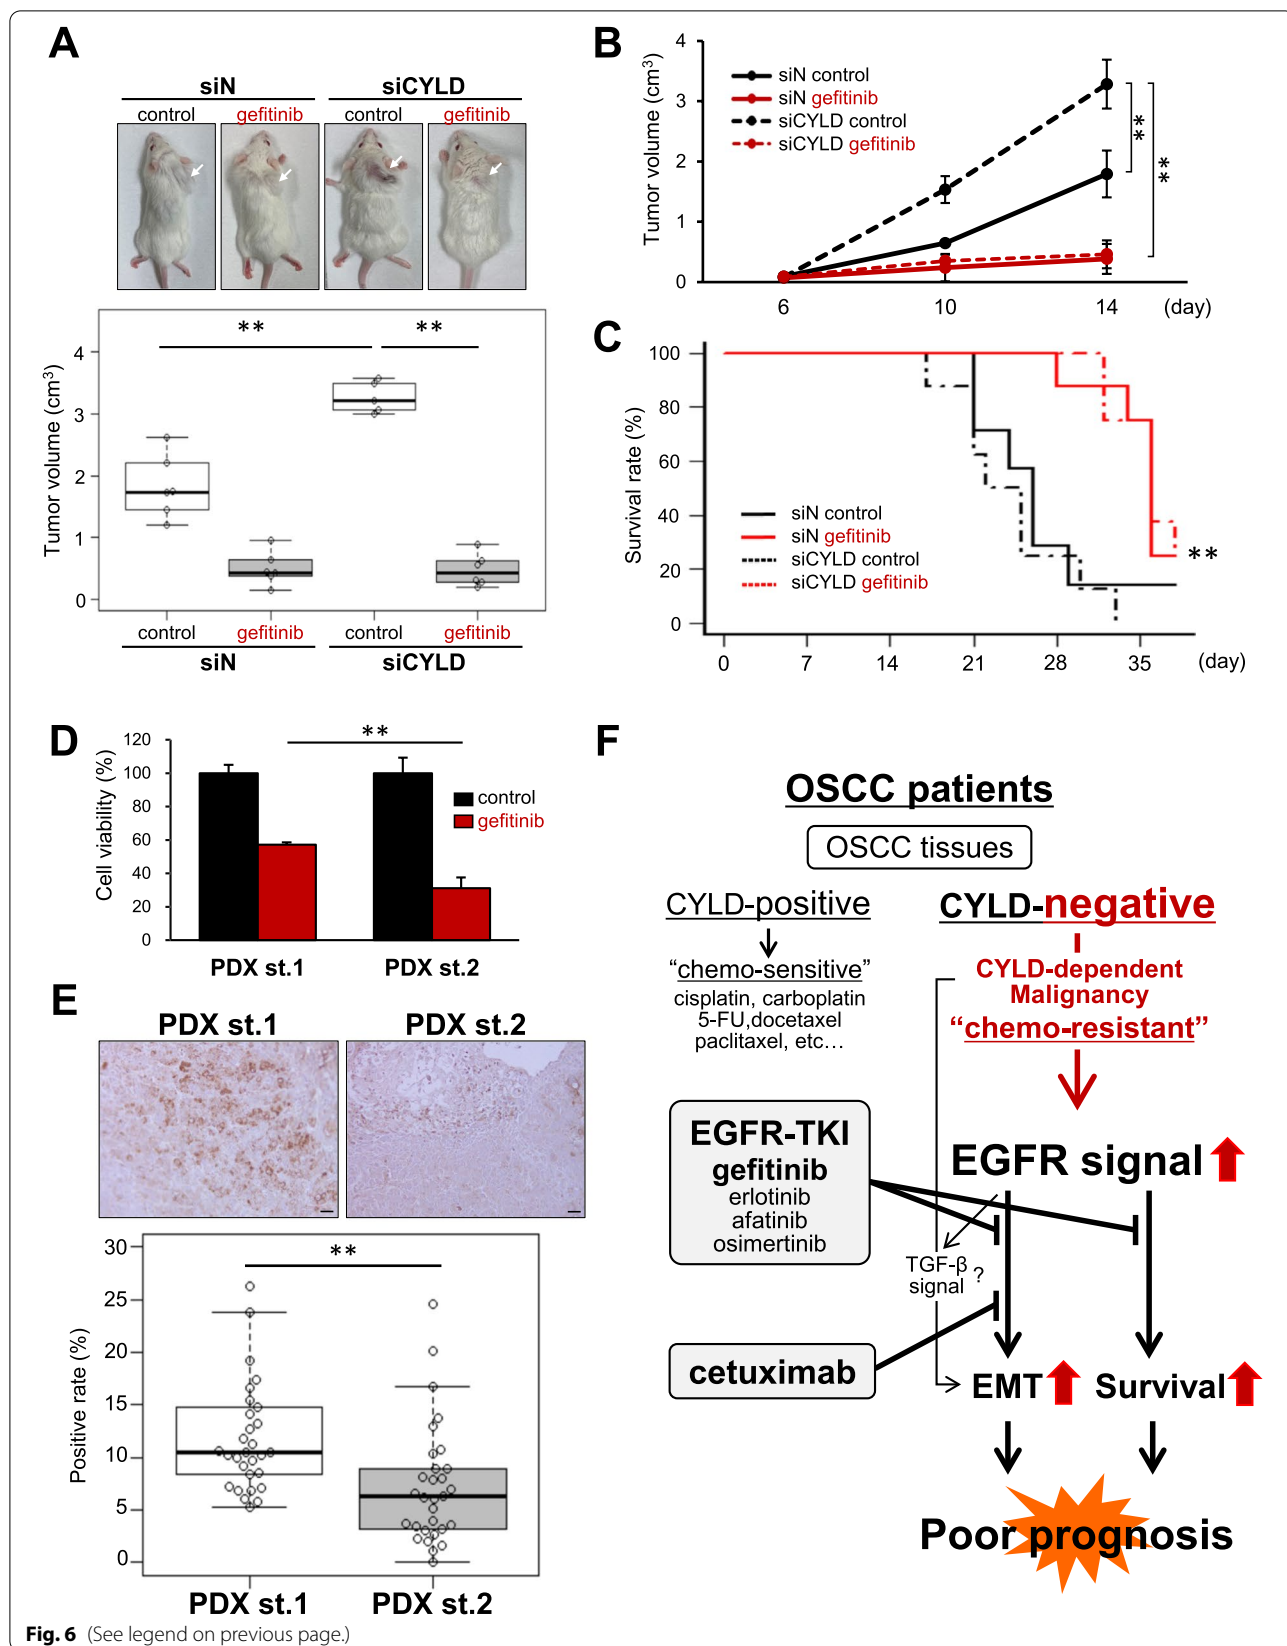 A
siN
siCYLD
control
gefitinib
control
gefitinib
**
**
Tumor volume (cm3)
4
3
2
1
0
control
gefitinib
control
gefitinib
siN
siCYLD
B
Tumor volume (cm3)
4
3
2
1
0
siN control
siN gefitinib
siCYLD control
siCYLD gefitinib
**
**
6
10
14
(day)
C
Survival rate (%)
100
80
60
40
20
0
siN control
siN gefitinib
siCYLD control
siCYLD gefitinib
**
0
7
14
21
28
35
(day)
D
Cell viability (%)
120
100
80
60
40
20
0
**
control
gefitinib
PDX st.1
PDX st.2
E
PDX st.1
PDX st.2
Positive rate (%)
30
25
20
15
10
5
0
**
PDX st.1
PDX st.2
F
OSCC patients
OSCC tissues
CYLD-positive
“chemo-sensitive”
cisplatin, carboplatin
5-FU,docetaxel
paclitaxel, etc…
CYLD-negative
CYLD-dependent
Malignancy
“chemo-resistant”
EGFR-TKI
gefitinib
erlotinib
afatinib
osimertinib
EGFR signal
TGF-β
signal
?
cetuximab
EMT
Survival
Poor prognosis
Fig. 6 (See legend on previous page.)